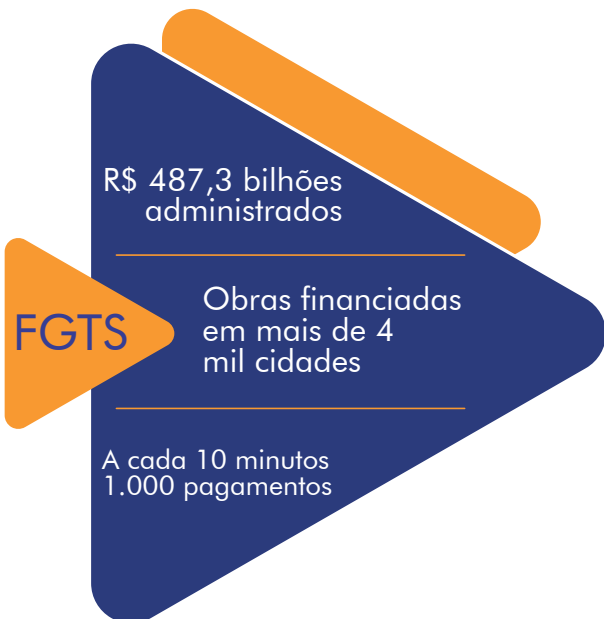 R$ 487,3 bilhões
administrados
FGTS
Obras financiadas
em mais de 4
mil cidades
A cada 10 minutos
1.000 pagamentos